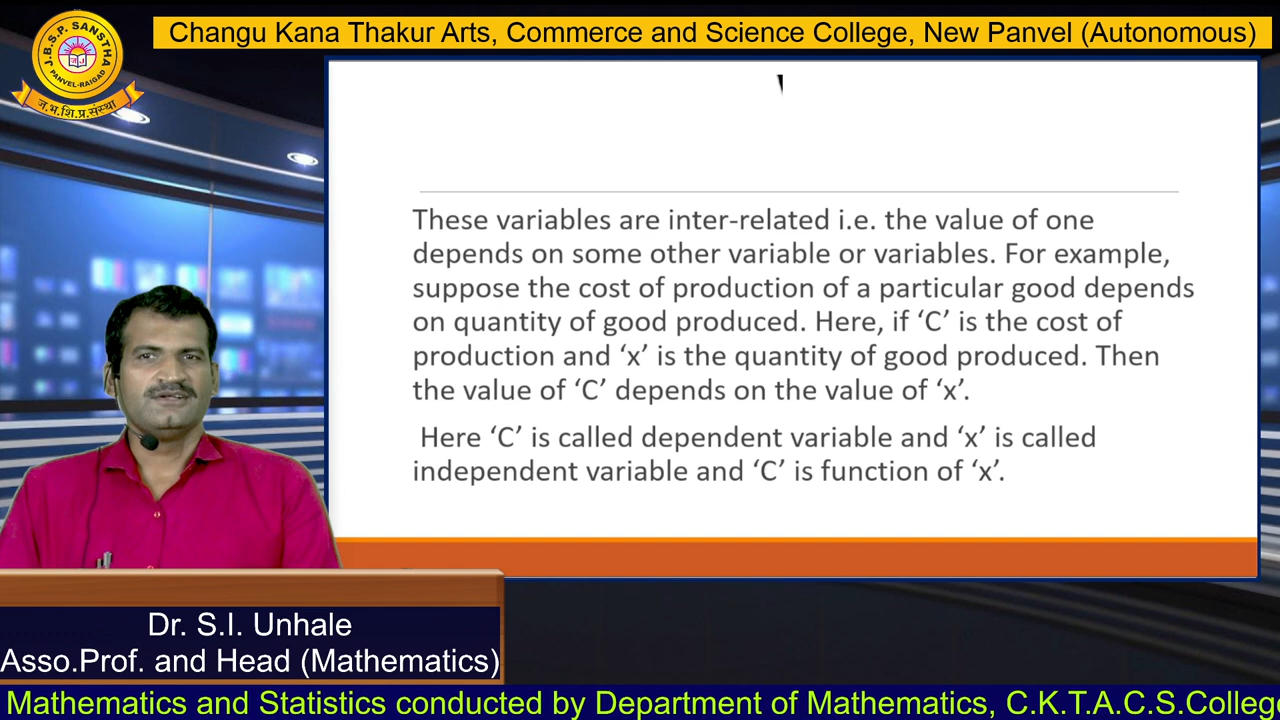 Changu Kana Thakur Arts, Commerce and Science College, New Panvel (Autonomous)
J.B.S.P. SANSTHA
PANVEL-RAIGAD
ज.भ.शि.प्र.संस्था
These variables are inter-related i.e. the value of one
depends on some other variable or variables. For example,
suppose the cost of production of a particular good depends
on quantity of good produced. Here, if ‘C’ is the cost of
production and ‘x’ is the quantity of good produced. Then
the value of ‘C’ depends on the value of ‘x’.
Here ‘C’ is called dependent variable and ‘x’ is called
independent variable and ‘C’ is function of ‘x’.
Dr. S.I. Unhale
Asso.Prof. and Head (Mathematics)
Mathematics and Statistics conducted by Department of Mathematics, C.K.T.A.C.S.Colleg